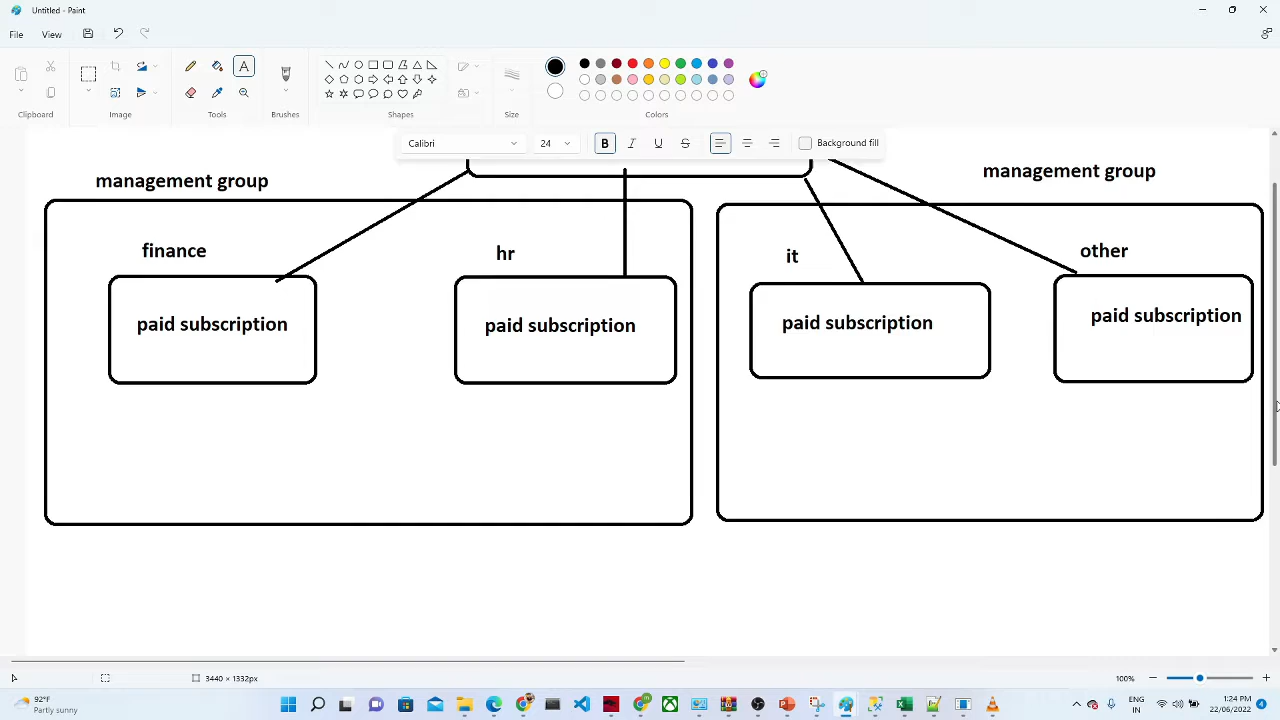 Untitled - Paint
File
View
Clipboard
Image
Tools
Brushes
Shapes
Size
Colors
Calibri
24
B
I
U
S
Background fill
management group
management group
finance
hr
it
other
paid subscription
paid subscription
paid subscription
paid subscription
3440 × 1332px
100%
92°F
Partly sunny
ENG
IN
24 PM
22/06/2022